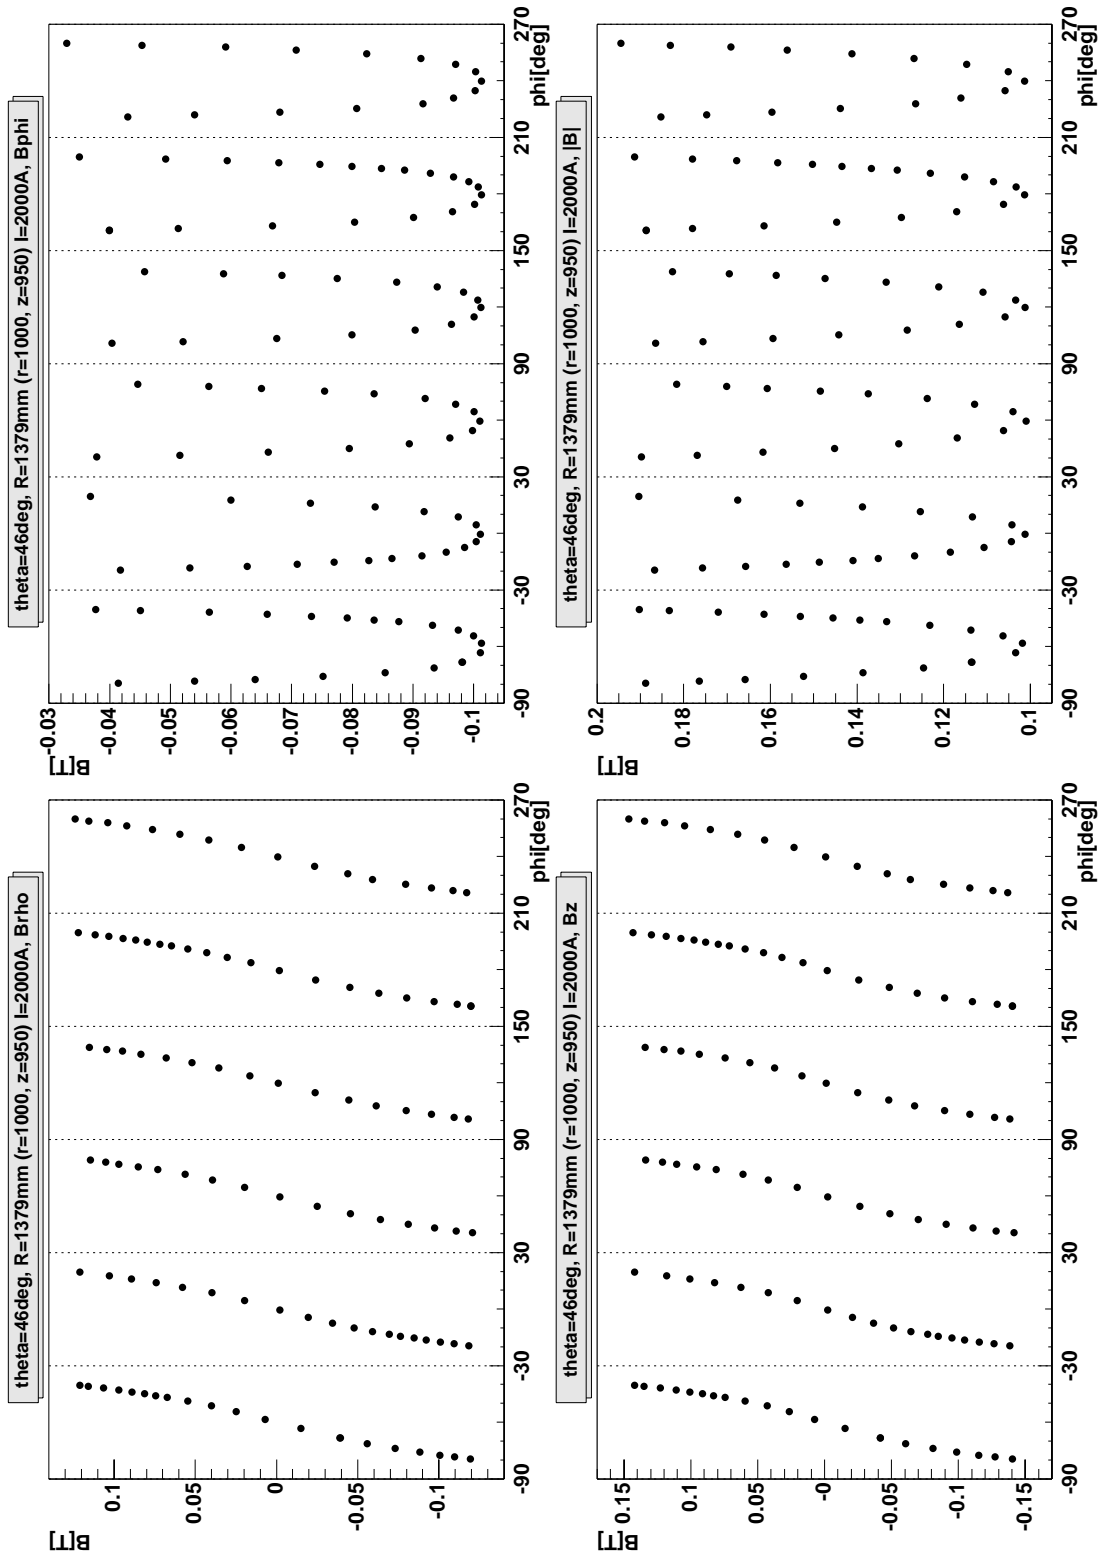 theta=46deg, R=1379mm (r=1000, z=950) I=2000A, Brho
B[T]
0.1
0.05
0
-0.05
-0.1
-90 -30 30 90 150 210 270
phi[deg]
theta=46deg, R=1379mm (r=1000, z=950) I=2000A, Bphi
B[T]
-0.03
-0.04
-0.05
-0.06
-0.07
-0.08
-0.09
-0.1
-90 -30 30 90 150 210 270
phi[deg]
theta=46deg, R=1379mm (r=1000, z=950) I=2000A, Bz
B[T]
0.15
0.1
0.05
-0
-0.05
-0.1
-0.15
-90 -30 30 90 150 210 270
phi[deg]
theta=46deg, R=1379mm (r=1000, z=950) I=2000A, |B|
B[T]
0.2
0.18
0.16
0.14
0.12
0.1
-90 -30 30 90 150 210 270
phi[deg]